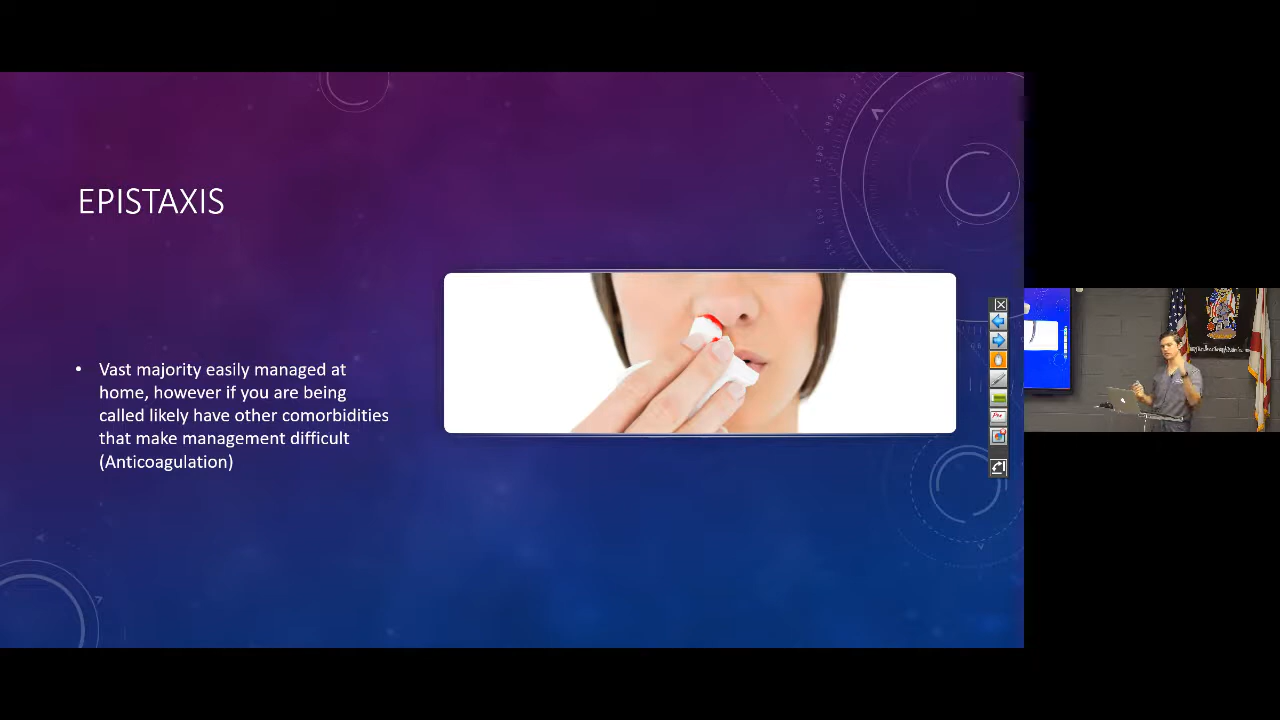 EPISTAXIS
• Vast majority easily managed at
home, however if you are being
called likely have other comorbidities
that make management difficult
(Anticoagulation)